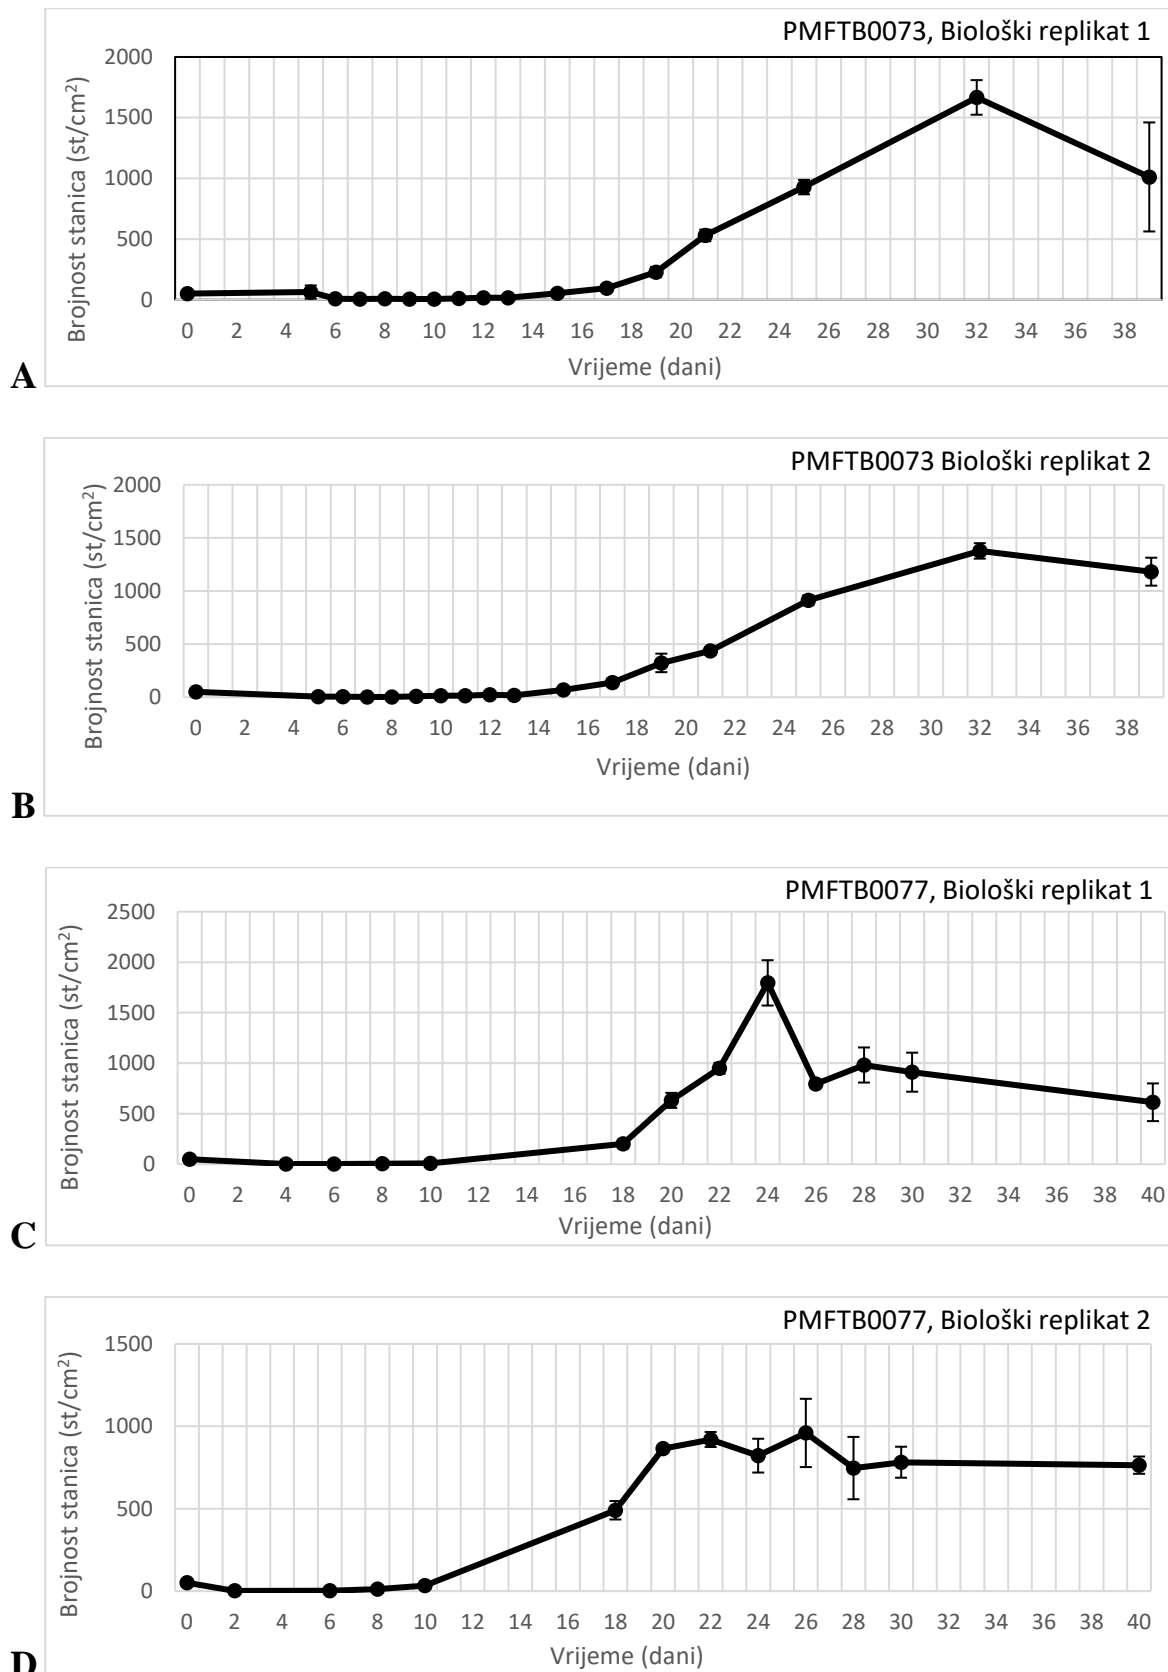 PMFTB0073, Biološki replikat 1
Brojnost stanica (st/cm²)
2000
1500
1000
500
0
0 2 4 6 8 10 12 14 16 18 20 22 24 26 28 30 32 34 36 38
Vrijeme (dani)
A
PMFTB0073 Biološki replikat 2
Brojnost stanica (st/cm²)
2000
1500
1000
500
0
0 2 4 6 8 10 12 14 16 18 20 22 24 26 28 30 32 34 36 38
Vrijeme (dani)
B
PMFTB0077, Biološki replikat 1
Brojnost stanica (st/cm²)
2500
2000
1500
1000
500
0
0 2 4 6 8 10 12 14 16 18 20 22 24 26 28 30 32 34 36 38 40
Vrijeme (dani)
C
PMFTB0077, Biološki replikat 2
Brojnost stanica (st/cm²)
1500
1000
500
0
0 2 4 6 8 10 12 14 16 18 20 22 24 26 28 30 32 34 36 38 40
Vrijeme (dani)
D